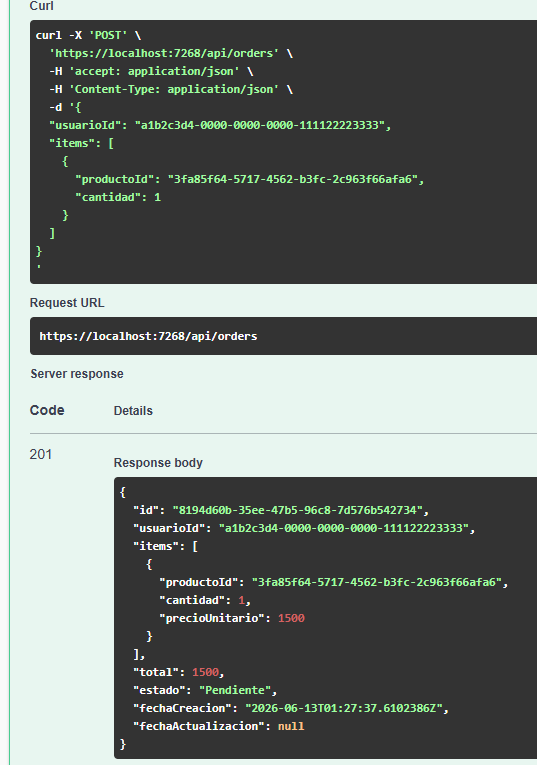 Curl
curl -X 'POST' \
'https://localhost:7268/api/orders' \
-H 'accept: application/json' \
-H 'Content-Type: application/json' \
-d '{
"usuarioId": "a1b2c3d4-0000-0000-0000-111122223333",
"items": [
{
"productoId": "3fa85f64-5717-4562-b3fc-2c963f66afa6",
"cantidad": 1
}
]
}
'
Request URL
https://localhost:7268/api/orders
Server response
Code Details
201
Response body
{
"id": "8194d60b-35ee-47b5-96c8-7d576b542734",
"usuarioId": "a1b2c3d4-0000-0000-0000-111122223333",
"items": [
{
"productoId": "3fa85f64-5717-4562-b3fc-2c963f66afa6",
"cantidad": 1,
"precioUnitario": 1500
}
],
"total": 1500,
"estado": "Pendiente",
"fechaCreacion": "2026-06-13T01:27:37.6102386Z",
"fechaActualizacion": null
}